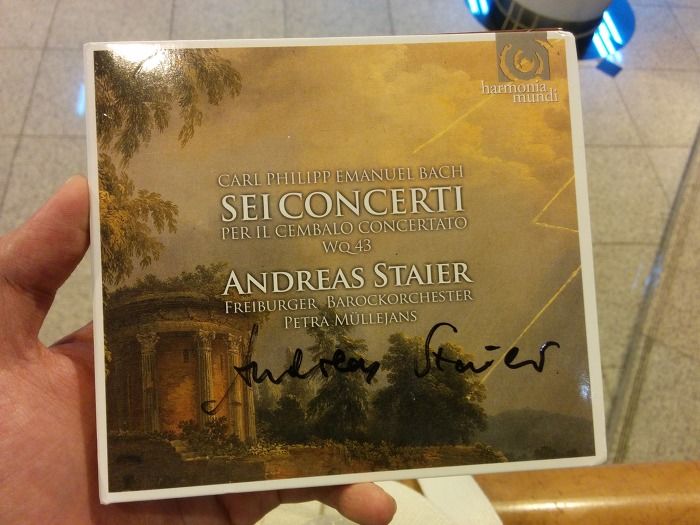 harmonia
mundi
CARL PHILIPP EMANUEL BACH
SEI CONCERTI
PER IL CEMBALO CONCERTATO
WQ 43
ANDREAS STAIER
FREIBURGER BAROCKORCHESTER
PETRA MÜLLEJANS
Andreas Staier